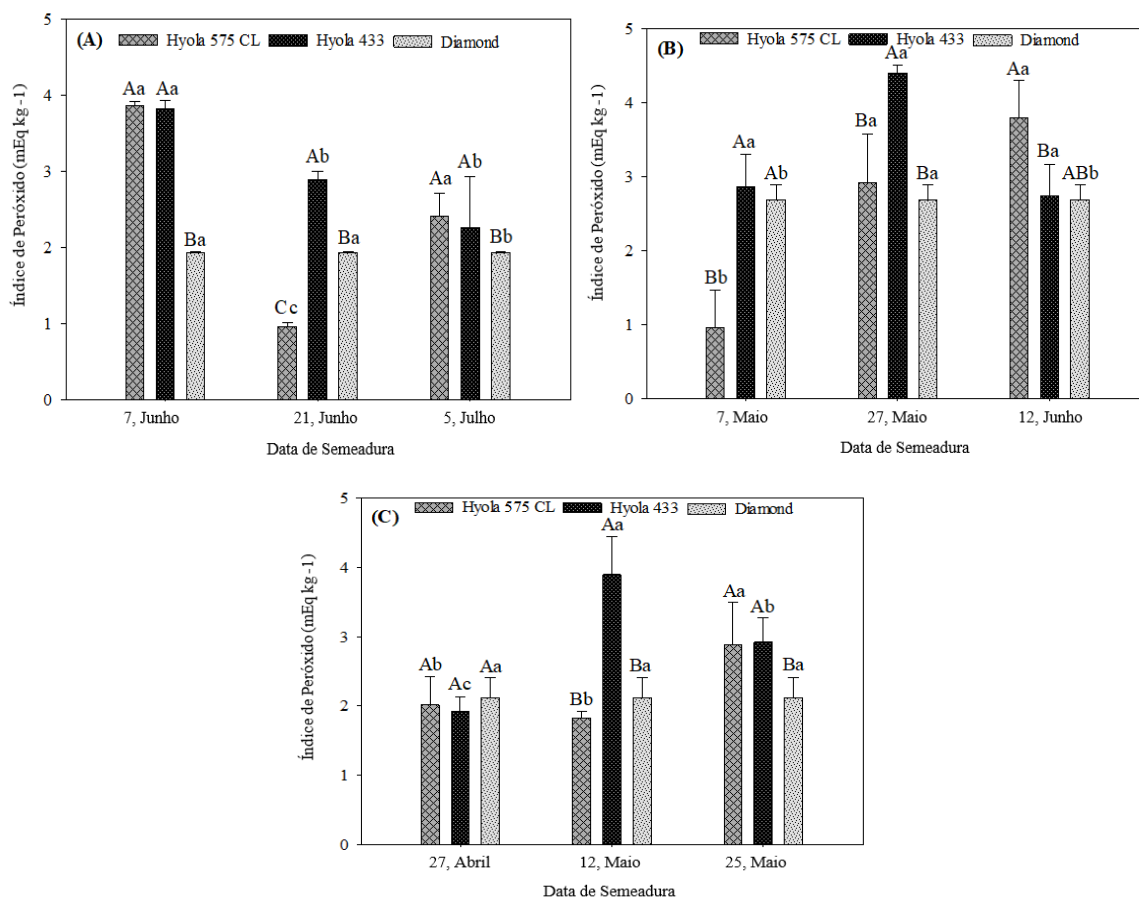 (A)
Hyola 575 CL Hyola 433 Diamond
Índice de Peróxido (mEq kg -1)
5
4
3
2
1
0
Aa Aa
Ba
Cc
Ab
Ba
Aa
Ab
Bb
7, Junho 21, Junho 5, Julho
Data de Semeadura
(B)
Hyola 575 CL Hyola 433 Diamond
Índice de Peróxido (mEq kg -1)
5
4
3
2
1
0
Bb
Aa
Ab
Ba
Aa
Ba
Aa
Ba
ABb
7, Maio 27, Maio 12, Junho
Data de Semeadura
(C)
Hyola 575 CL Hyola 433 Diamond
Índice de Peróxido (mEq kg -1)
5
4
3
2
1
0
Ab
Ac
Aa
Bb
Aa
Ba
Aa
Ab
Ba
27, Abril 12, Maio 25, Maio
Data de Semeadura